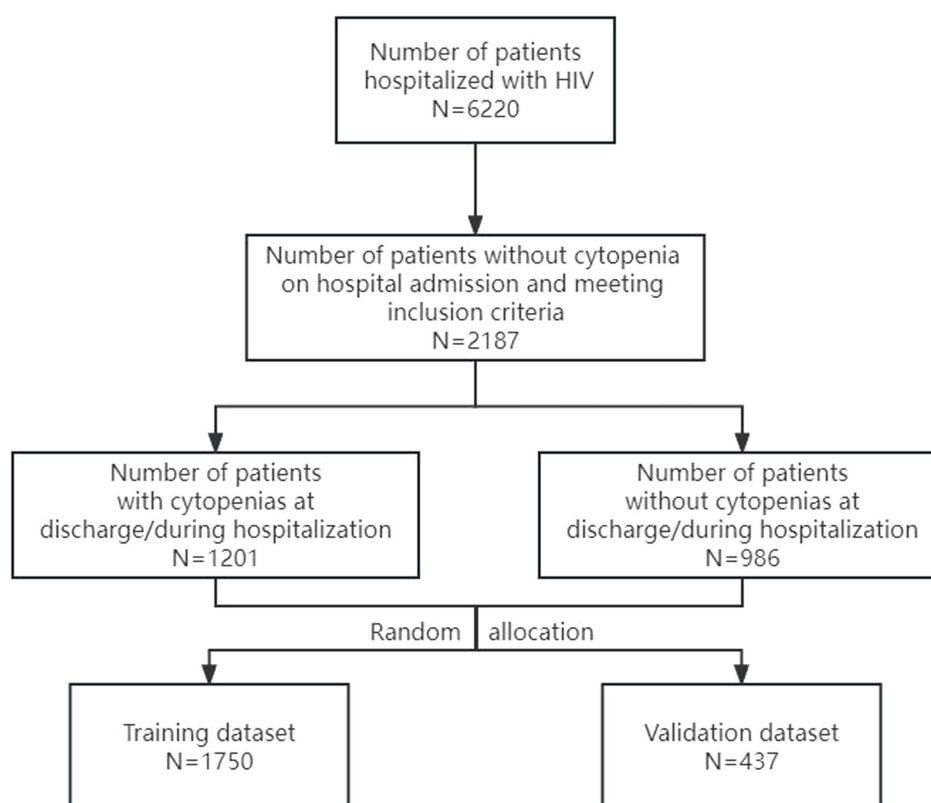 Number of patients
hospitalized with HIV
N=6220
Number of patients without cytopenia
on hospital admission and meeting
inclusion criteria
N=2187
Number of patients
with cytopenias at
discharge/during hospitalization
N=1201
Number of patients
without cytopenias at
discharge/during hospitalization
N=986
Random allocation
Training dataset
N=1750
Validation dataset
N=437